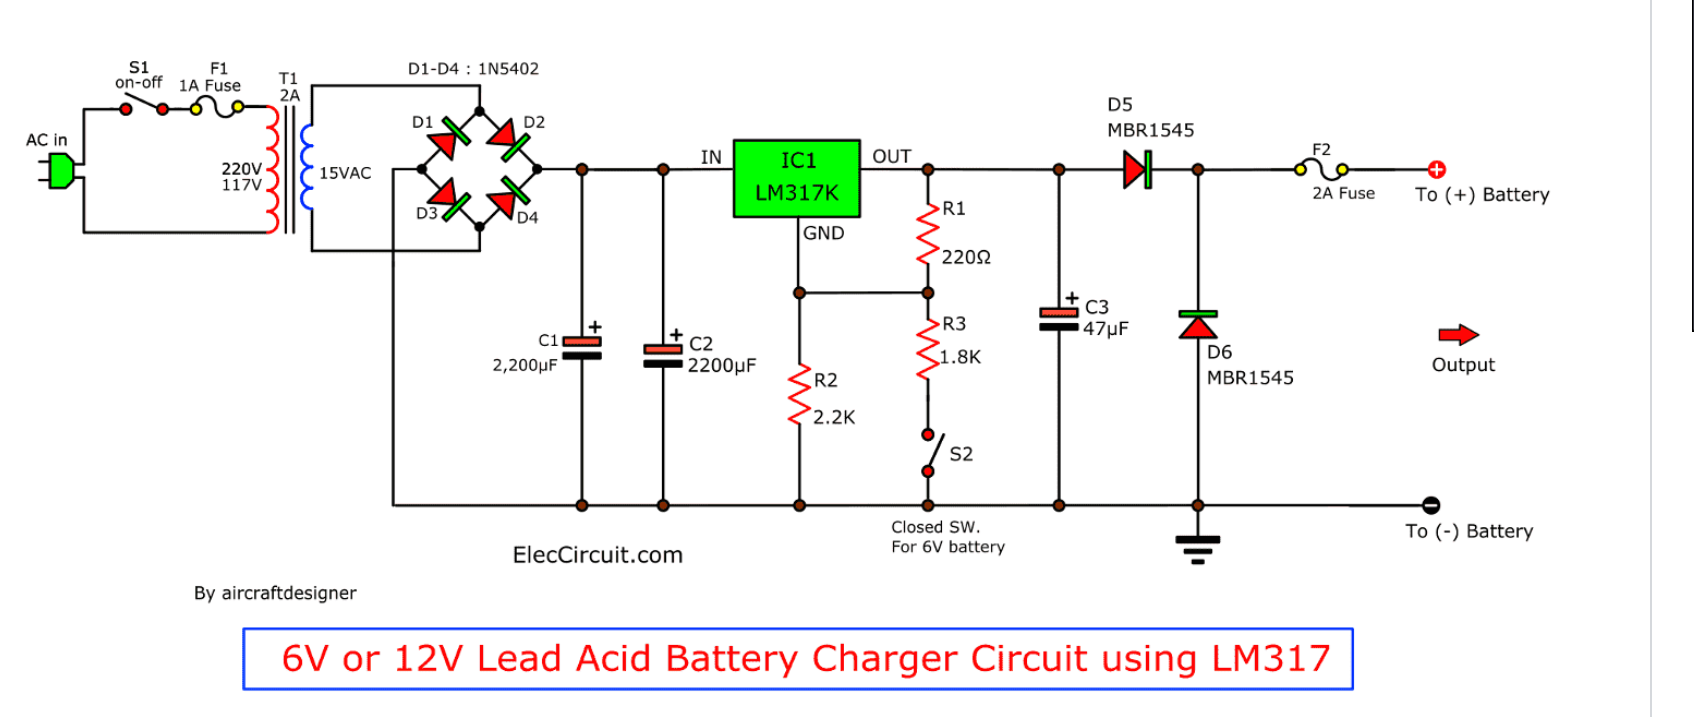 D1-D4 : 1N5402
S1
on-off
F1
1A Fuse
T1
2A
AC in
220V
117V
15VAC
D1
D2
D3
D4
IN
IC1
LM317K
OUT
GND
D5
MBR1545
F2
2A Fuse
To (+) Battery
R1
220Ω
R3
1.8K
C1
2,200µF
+
C2
2200µF
+
R2
2.2K
S2
C3
47µF
+
D6
MBR1545
Output
Closed SW.
For 6V battery
To (-) Battery
ElecCircuit.com
By aircraftdesigner
6V or 12V Lead Acid Battery Charger Circuit using LM317